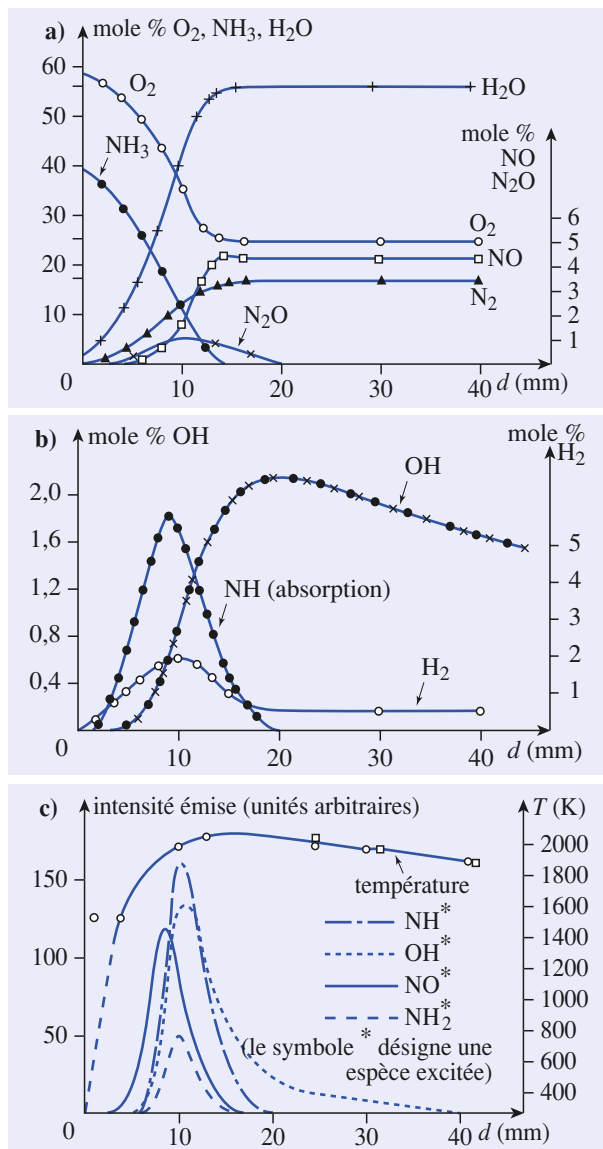 a) mole % O₂, NH₃, H₂O
60
O₂
H₂O
50
mole %
NO
N₂O
NH₃
40
30
6
O₂
5
20
NO
4
N₂
3
N₂O
10
2
1
0
10
20
30
40 d (mm)
b) mole % OH
mole %
H₂
OH
2,0
1,6
5
1,2
NH (absorption)
4
3
0,8
H₂
2
0,4
1
0
10
20
30
40 d (mm)
c) intensité émise (unités arbitraires)
T (K)
2000
1800
150
température
1600
NH*
1400
OH*
100
1200
NO*
1000
NH₂*
800
50
(le symbole * désigne une
espèce excitée)
600
400
0
10
20
30
40 d (mm)